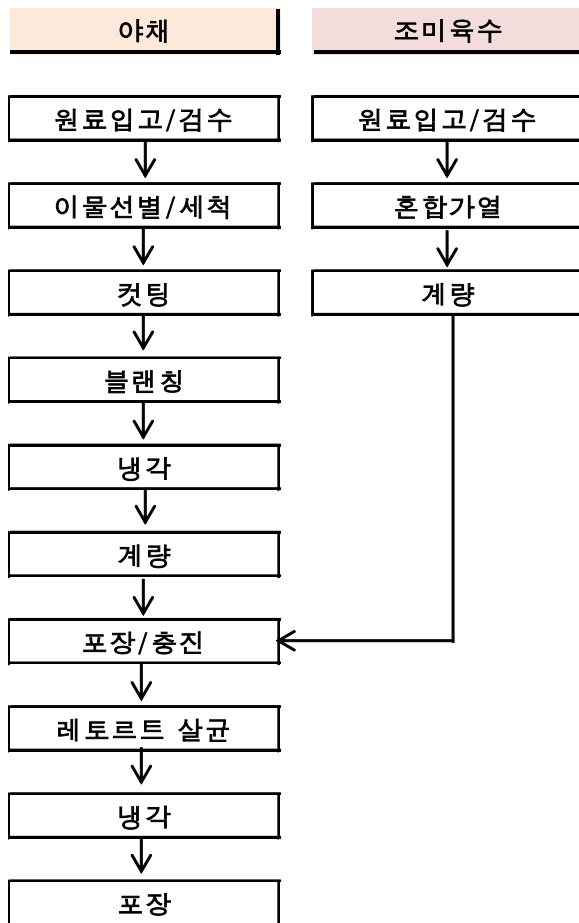 야채
조미육수
원료입고/검수
원료입고/검수
이물선별/세척
혼합가열
컷팅
계량
블랜칭
냉각
계량
포장/충진
레토르트 살균
냉각
포장